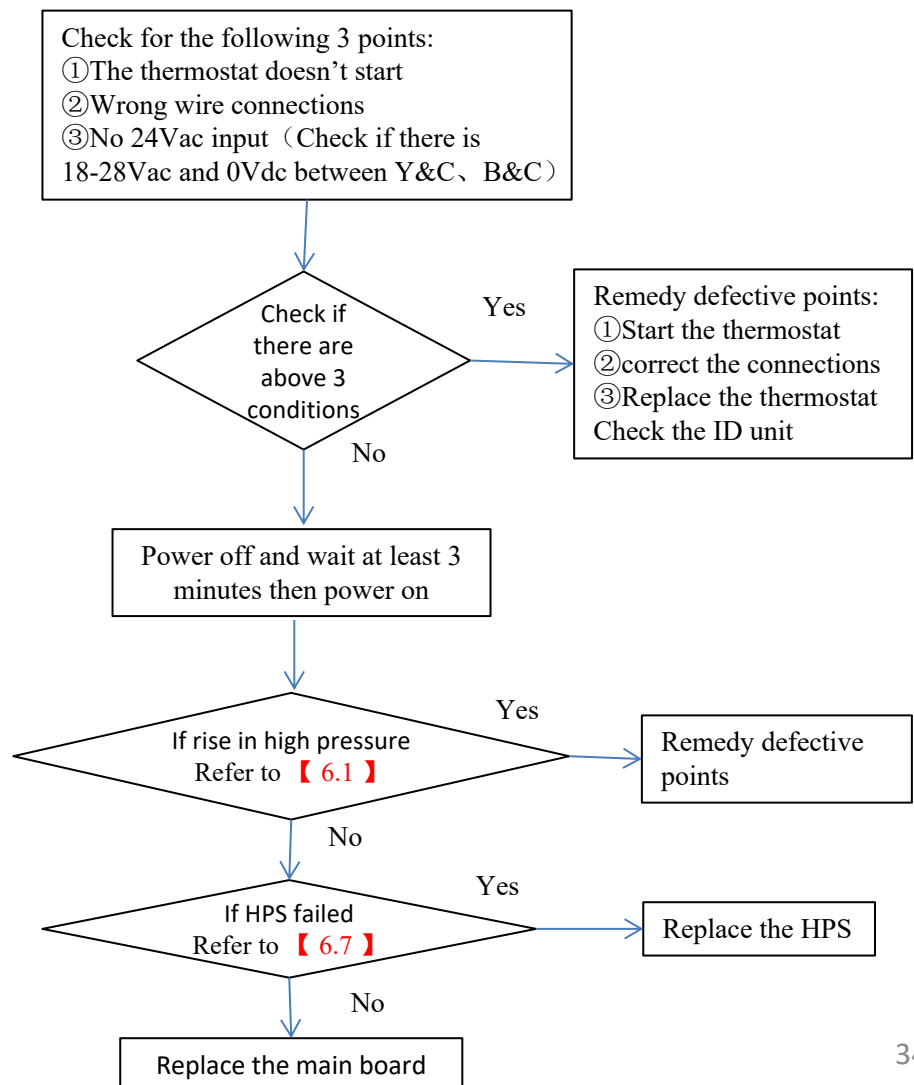 Check for the following 3 points:
①The thermostat doesn’t start
②Wrong wire connections
③No 24Vac input（Check if there is
18-28Vac and 0Vdc between Y&C、B&C）
Check if
there are
above 3
conditions
Yes
Remedy defective points:
①Start the thermostat
②correct the connections
③Replace the thermostat
Check the ID unit
No
Power off and wait at least 3
minutes then power on
If rise in high pressure
Refer to 【 6.1 】
Yes
Remedy defective
points
No
If HPS failed
Refer to 【 6.7 】
Yes
Replace the HPS
No
Replace the main board